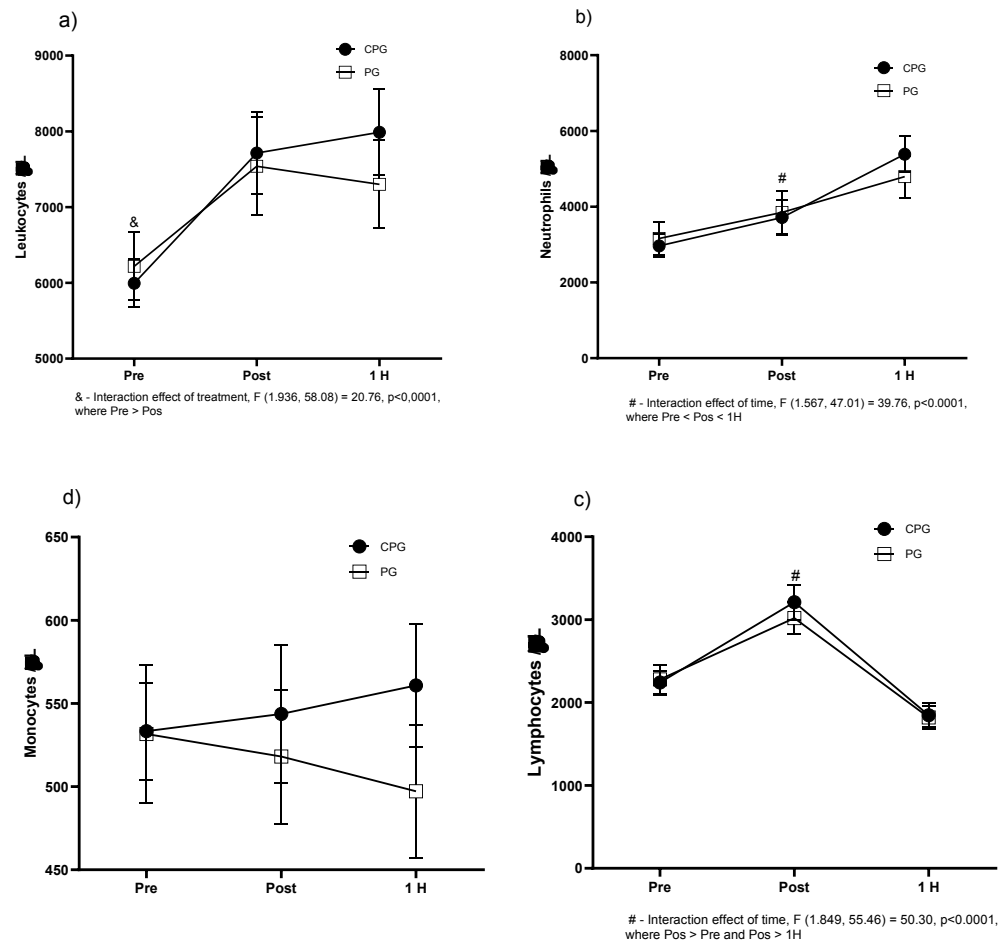 a)
9000
8000
7000
6000
5000
Leukocytes
CPG
PG
&
Pre
Post
1 H
& - Interaction effect of treatment, F (1.936, 58.08) = 20.76, p<0,0001,
where Pre > Pos
b)
8000
6000
4000
2000
0
Neutrophils
CPG
PG
#
Pre
Post
1 H
# - Interaction effect of time, F (1.567, 47.01) = 39.76, p<0.0001,
where Pre < Pos < 1H
d)
650
600
550
500
450
Monocytes
CPG
PG
Pre
Post
1 H
c)
4000
3000
2000
1000
0
Lymphocytes
CPG
PG
#
Pre
Post
1 H
# - Interaction effect of time, F (1.849, 55.46) = 50.30, p<0.0001,
where Pos > Pre and Pos > 1H